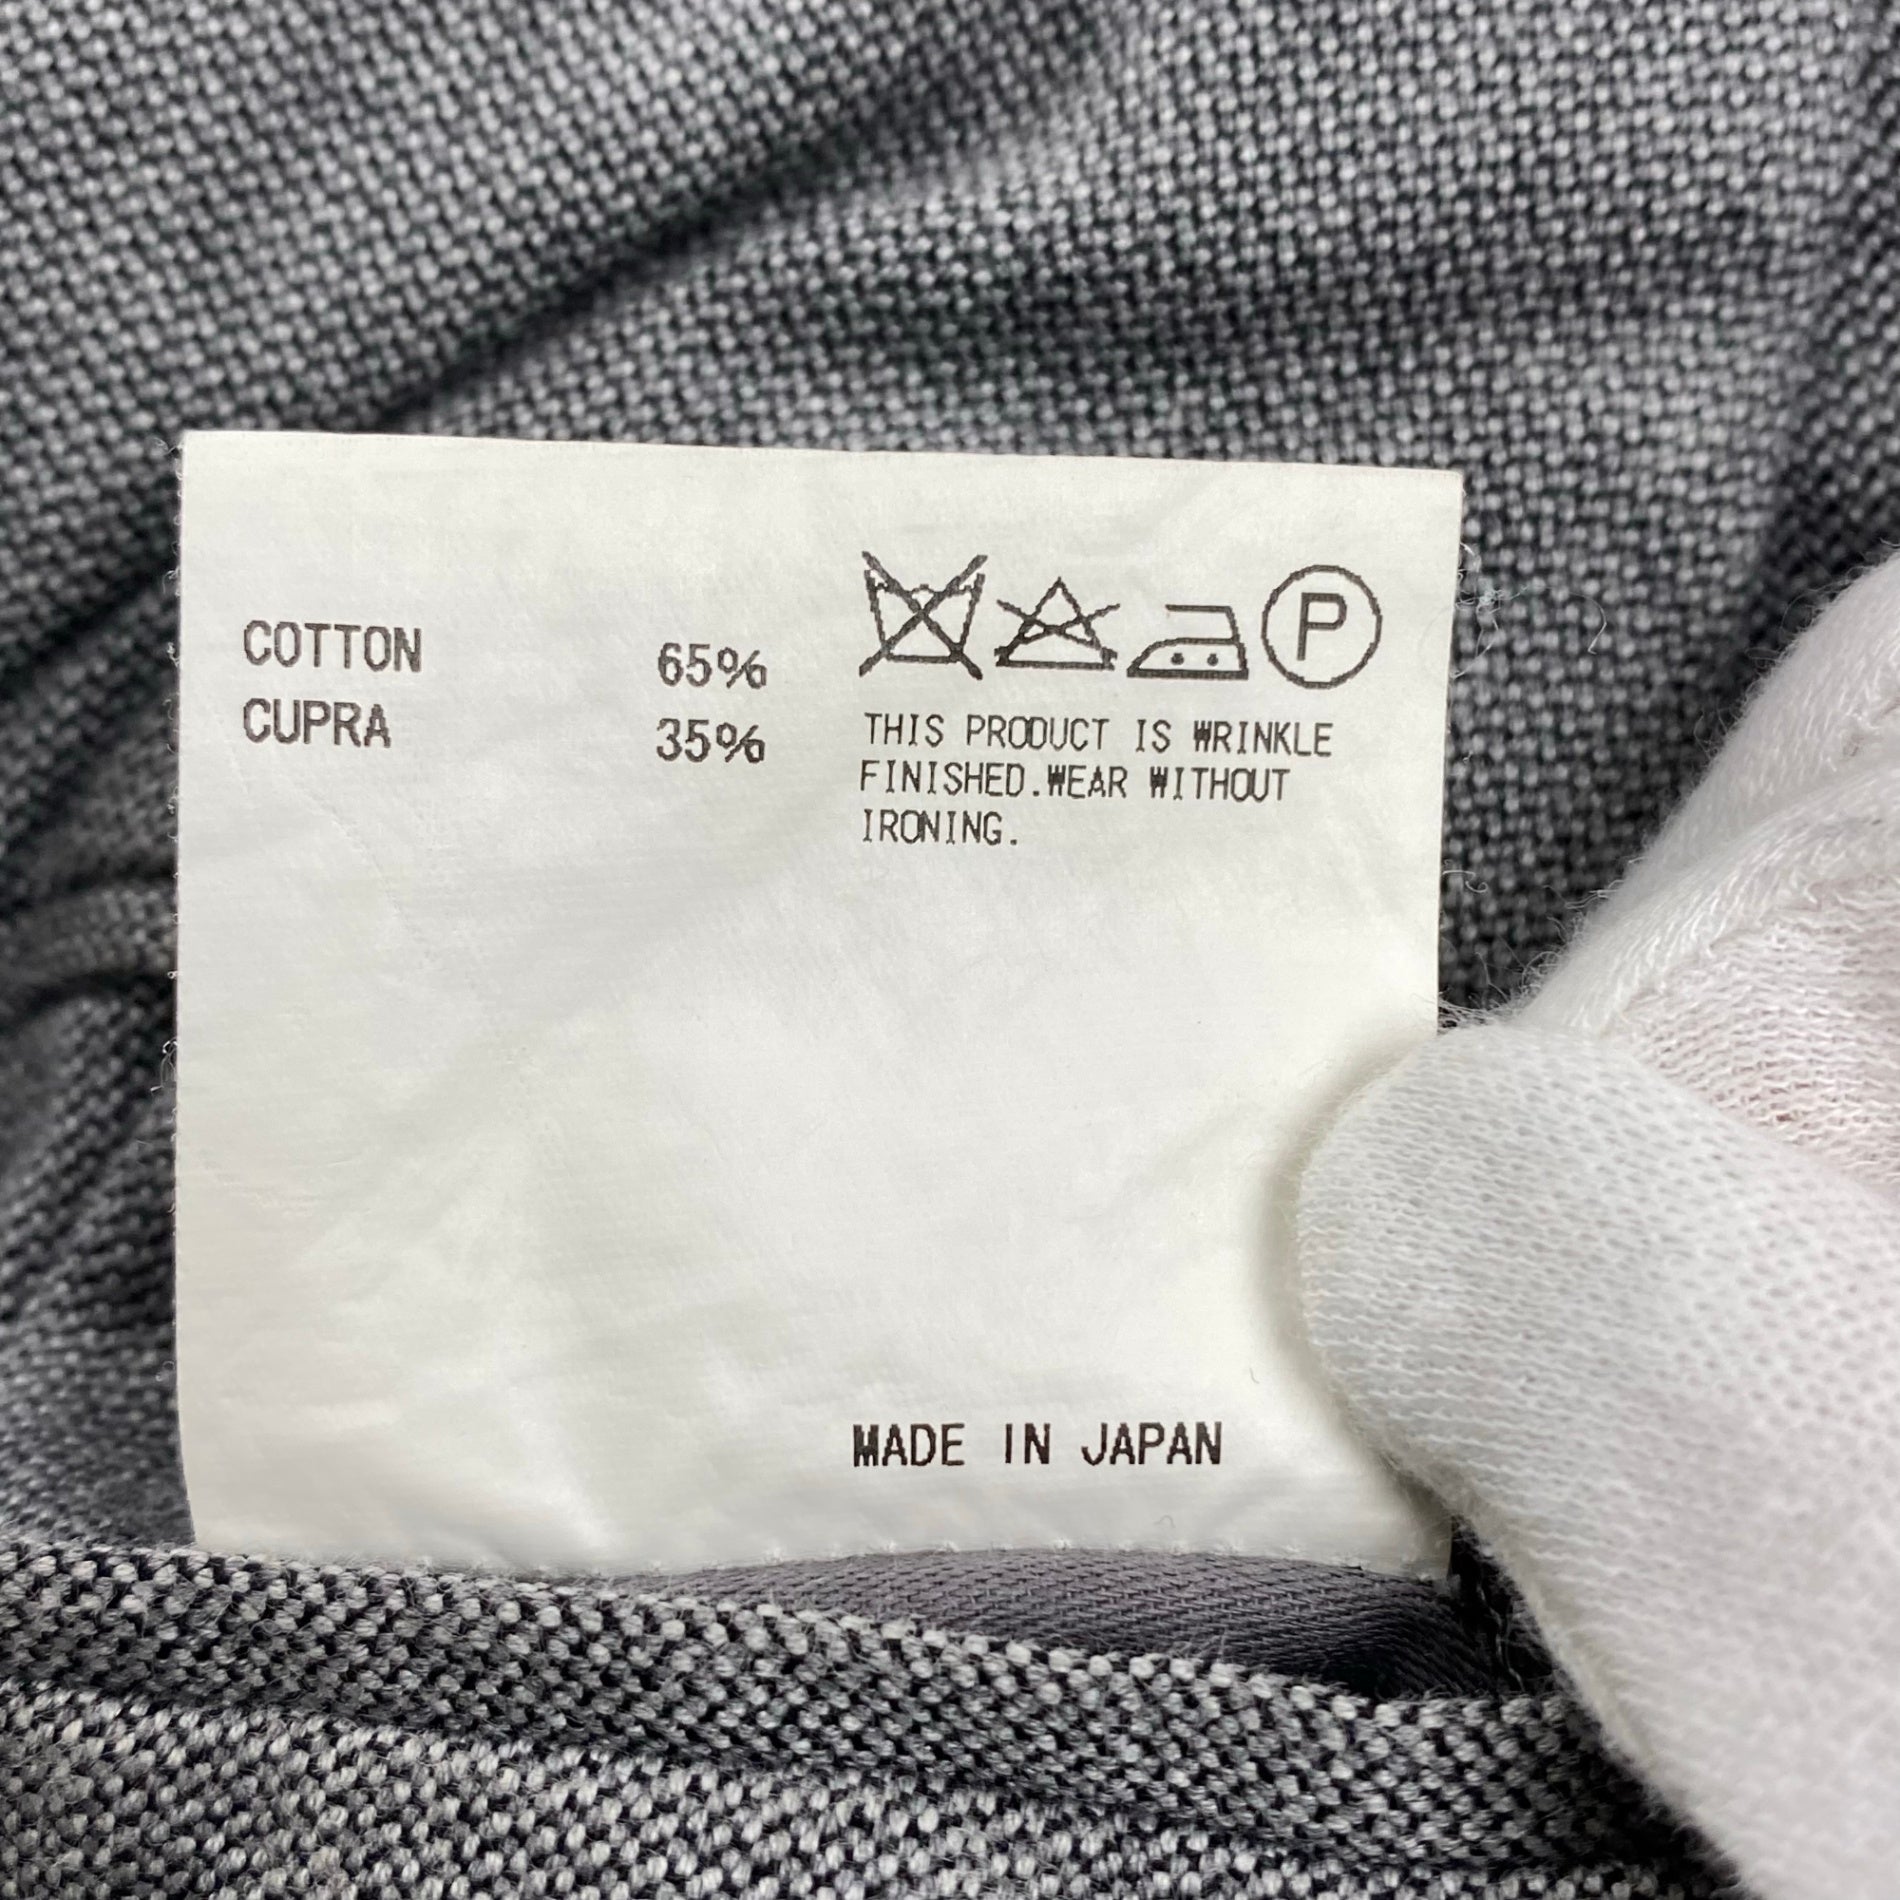 COTTON 65%
CUPRA 35%
P
THIS PRODUCT IS WRINKLE
FINISHED.WEAR WITHOUT
IRONING.
MADE IN JAPAN